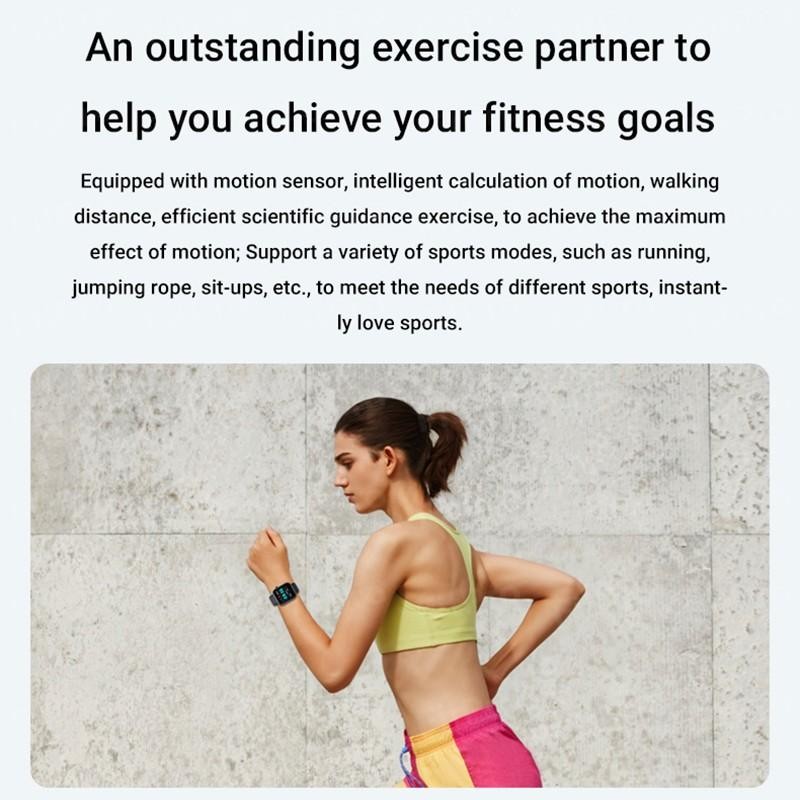 An outstanding exercise partner to
help you achieve your fitness goals
Equipped with motion sensor, intelligent calculation of motion, walking
distance, efficient scientific guidance exercise, to achieve the maximum
effect of motion; Support a variety of sports modes, such as running,
jumping rope, sit-ups, etc., to meet the needs of different sports, instant-
ly love sports.